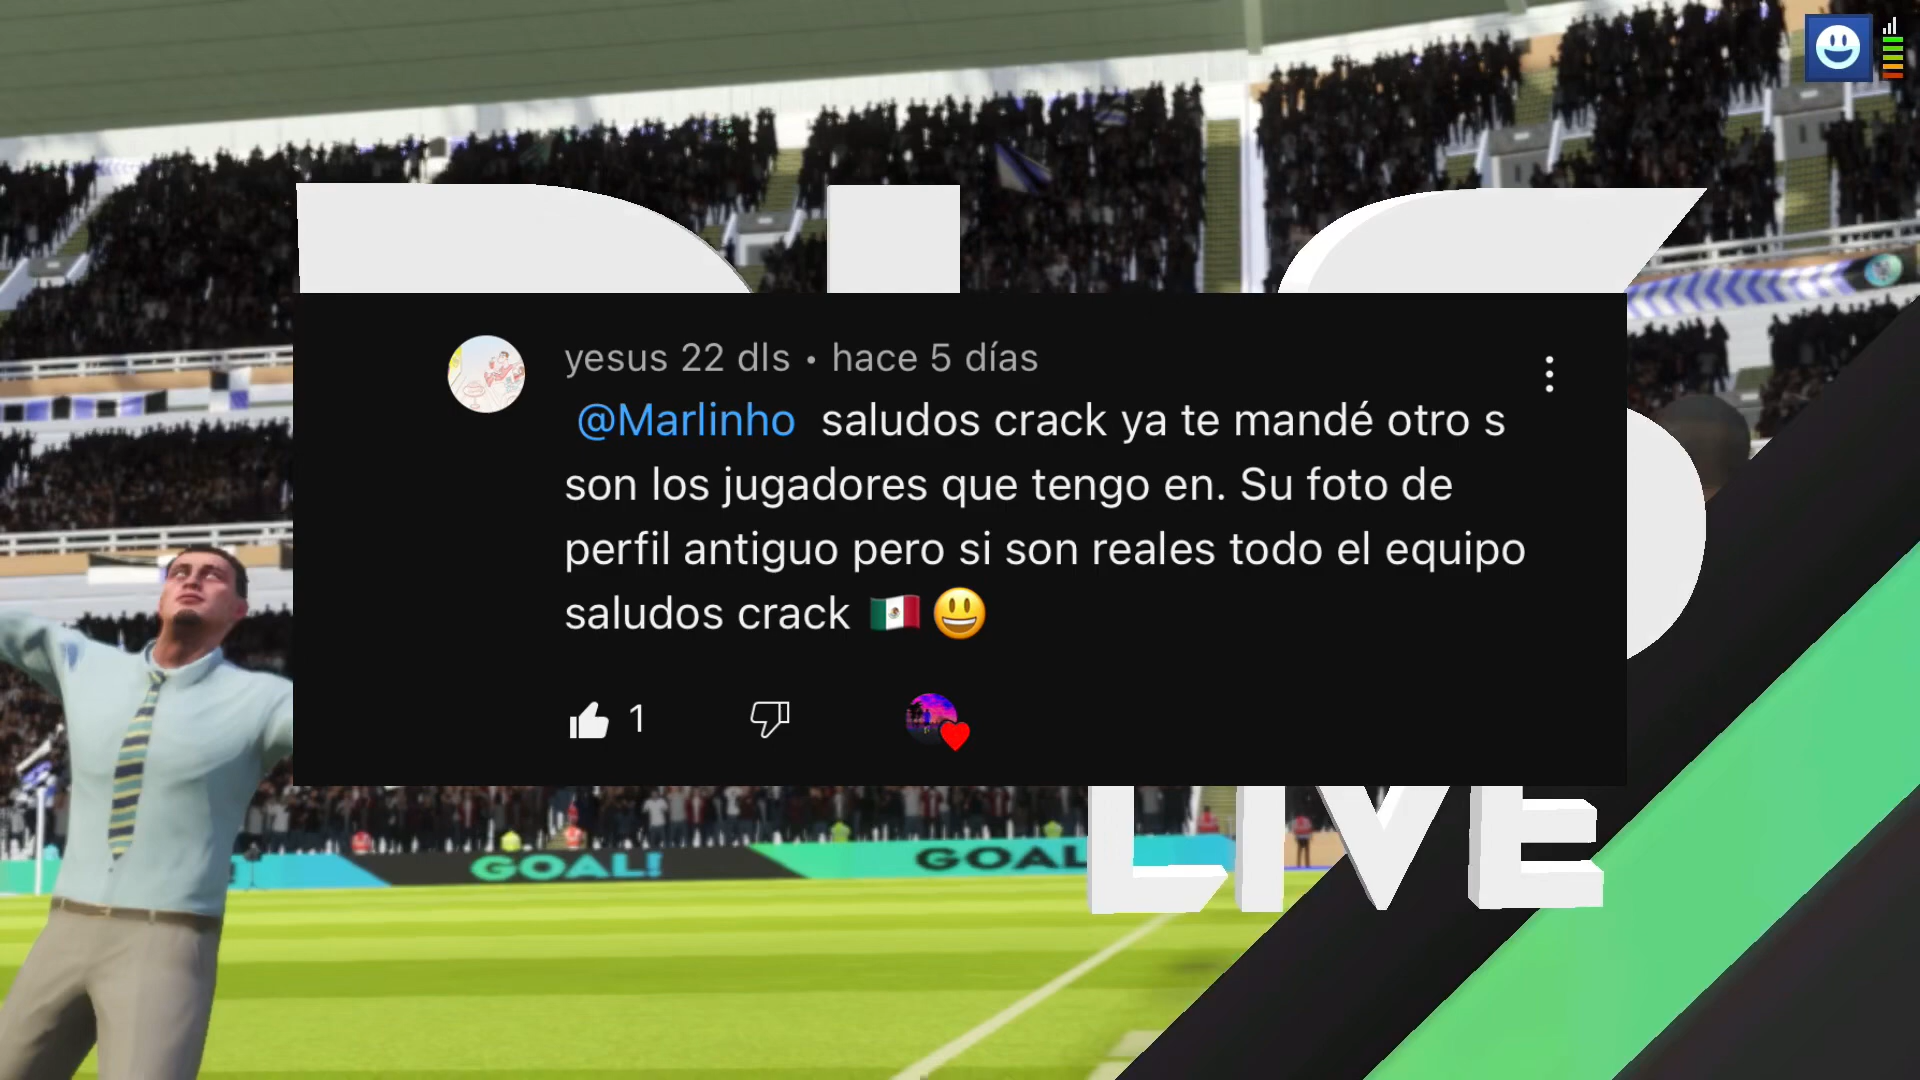 yesus 22 dls • hace 5 días
@Marlinho saludos crack ya te mandé otro s
son los jugadores que tengo en. Su foto de
perfil antiguo pero si son reales todo el equipo
saludos crack 🇲🇽 😃
1
GOAL!
GOAL
LIVE